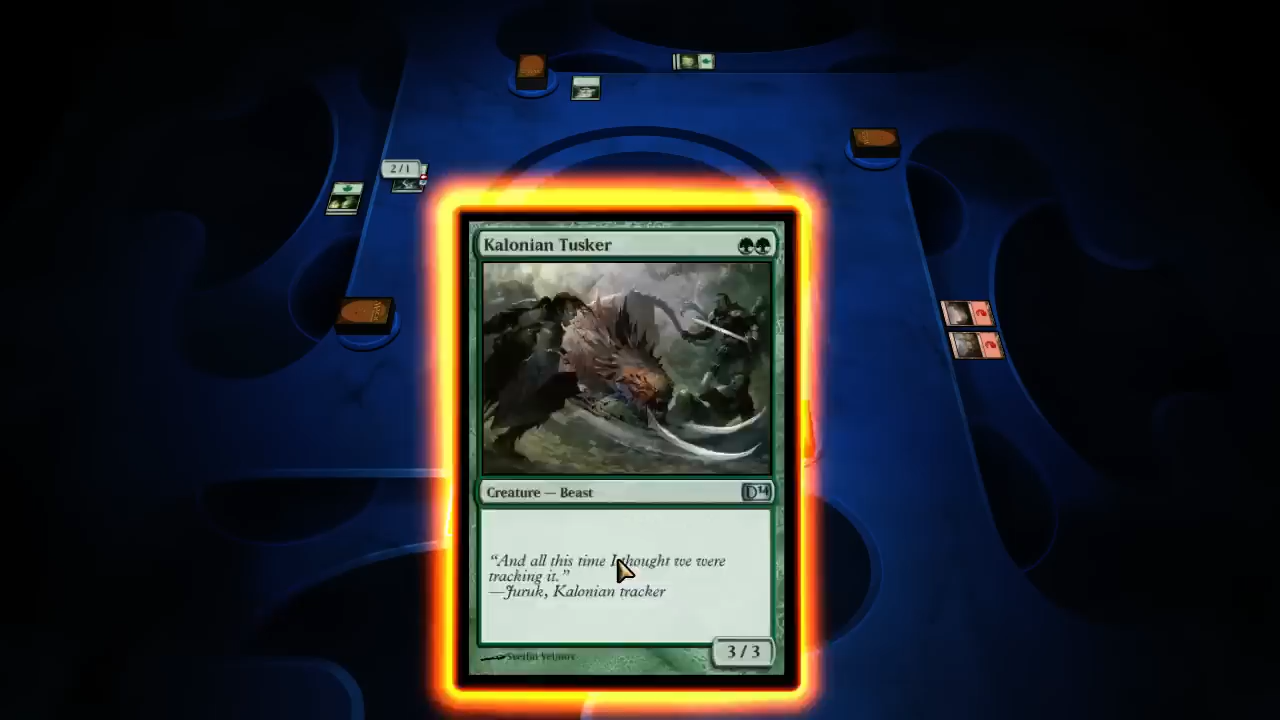 2/1
Kalonian Tusker
Creature — Beast
D14
“And all this time I thought we were
tracking it.”
—Juruk, Kalonian tracker
3/3